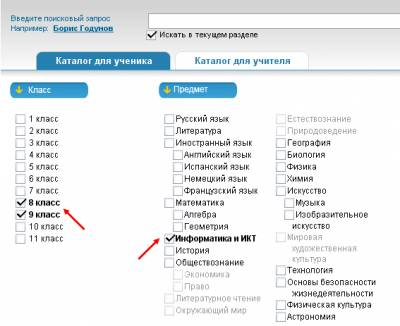 Введите поисковый запрос
Например: Борис Годунов
Искать в текущем разделе
Каталог для ученика
Каталог для учителя
Класс
1 класс
2 класс
3 класс
4 класс
5 класс
6 класс
7 класс
8 класс
9 класс
10 класс
11 класс
Предмет
Русский язык
Литература
Иностранный язык
Английский язык
Испанский язык
Немецкий язык
Французский язык
Математика
Алгебра
Геометрия
Информатика и ИКТ
История
Обществознание
Экономика
Право
Литературное чтение
Окружающий мир
Естествознание
Природоведение
География
Биология
Физика
Химия
Искусство
Музыка
Изобразительное
искусство
Мировая
художественная
культура
Технология
Основы безопасности
жизнедеятельности
Физическая культура
Астрономия